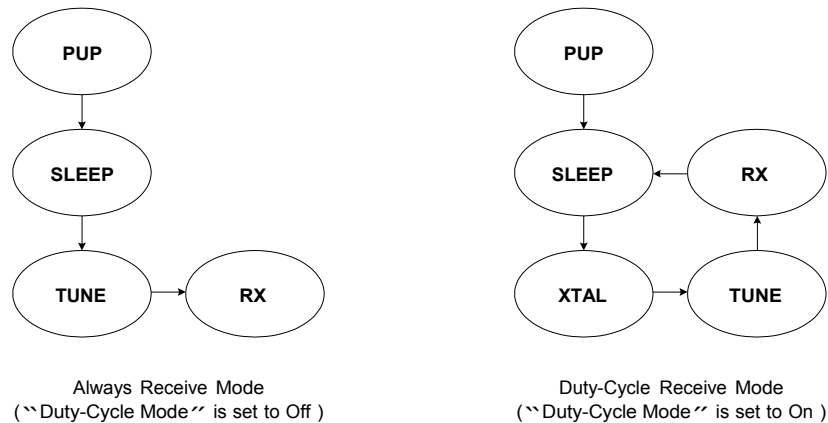 PUP
SLEEP
TUNE
RX
Always Receive Mode
(``Duty-Cycle Mode´´ is set to Off )
PUP
SLEEP
RX
XTAL
TUNE
Duty-Cycle Receive Mode
(``Duty-Cycle Mode´´ is set to On )